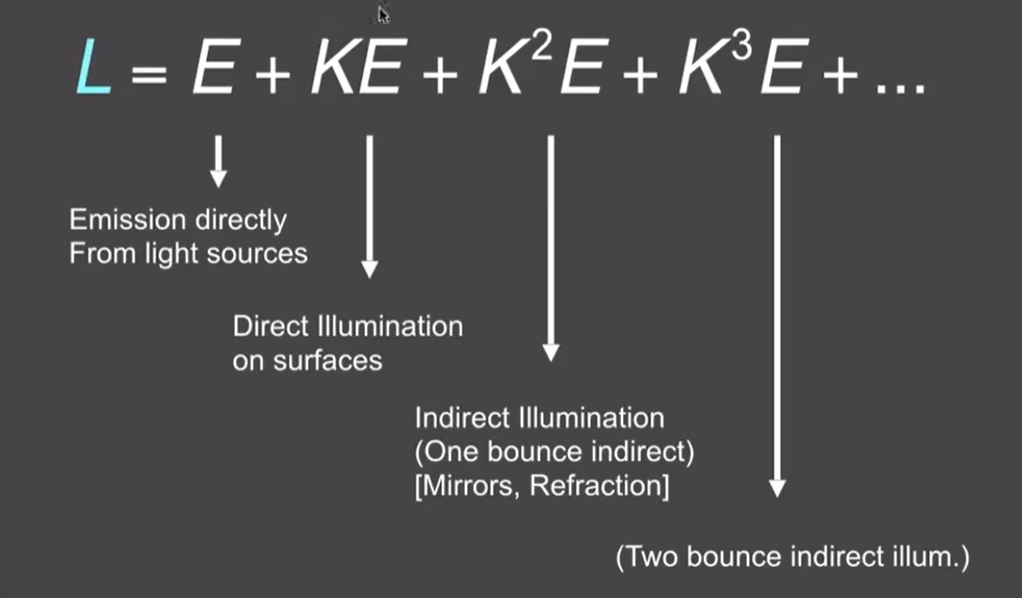 L = E + KE + K²E + K³E + ...
Emission directly
From light sources
Direct Illumination
on surfaces
Indirect Illumination
(One bounce indirect)
[Mirrors, Refraction]
(Two bounce indirect illum.)